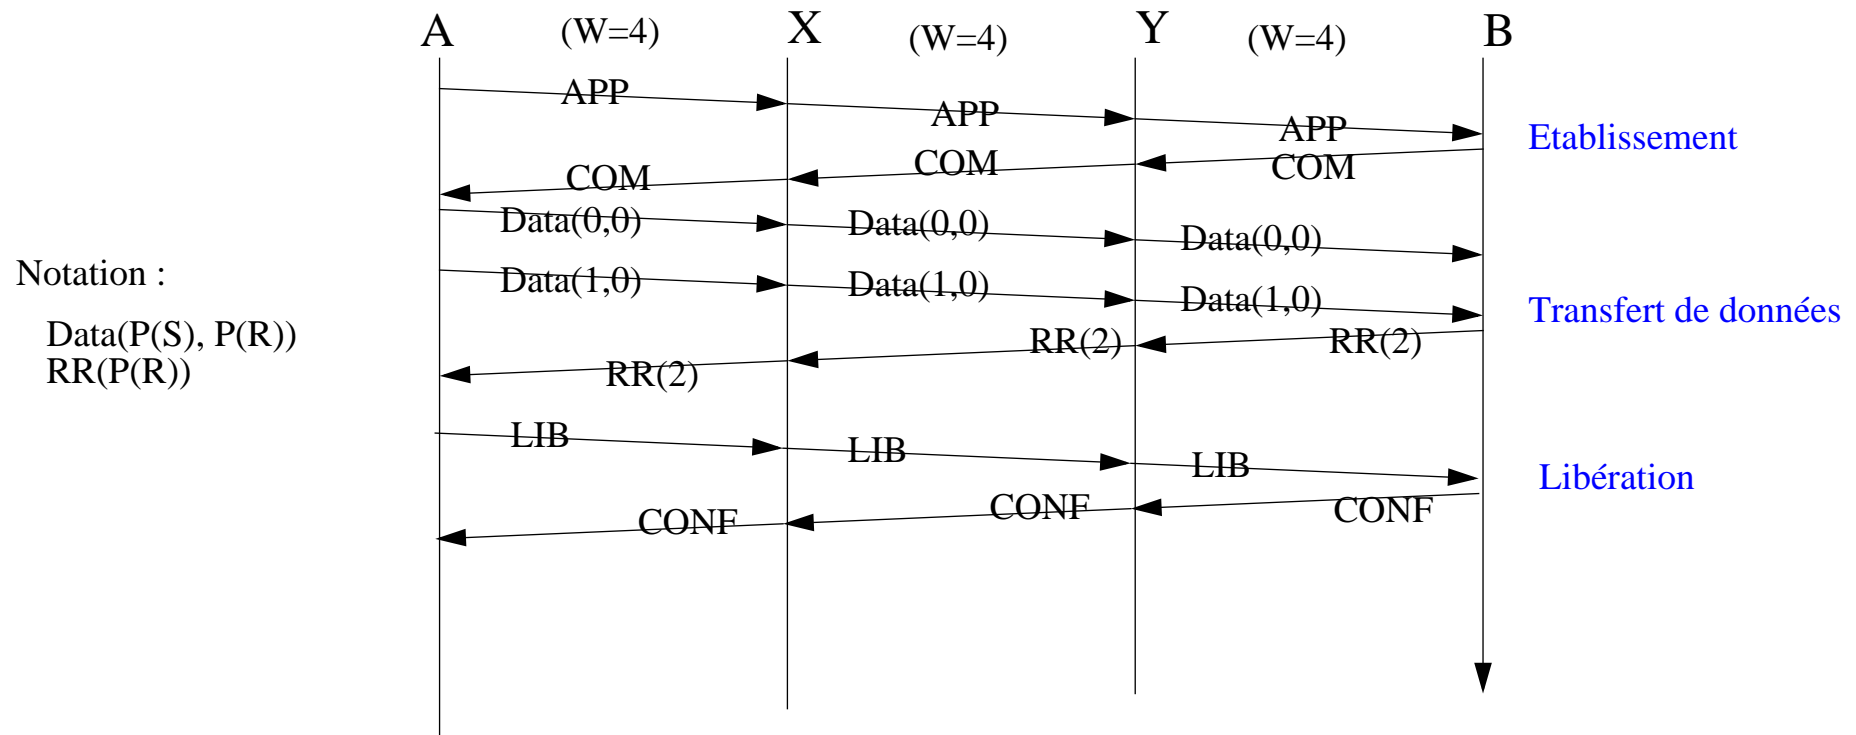 A (W=4) X (W=4) Y (W=4) B
APP
APP
APP
Etablissement
COM
COM
COM
Data(0,0) Data(0,0) Data(0,0)
Notation :
Data(1,0) Data(1,0) Data(1,0)
Transfert de données
Data(P(S), P(R))
RR(P(R))
RR(2) RR(2) RR(2)
LIB LIB LIB
Libération
CONF CONF CONF